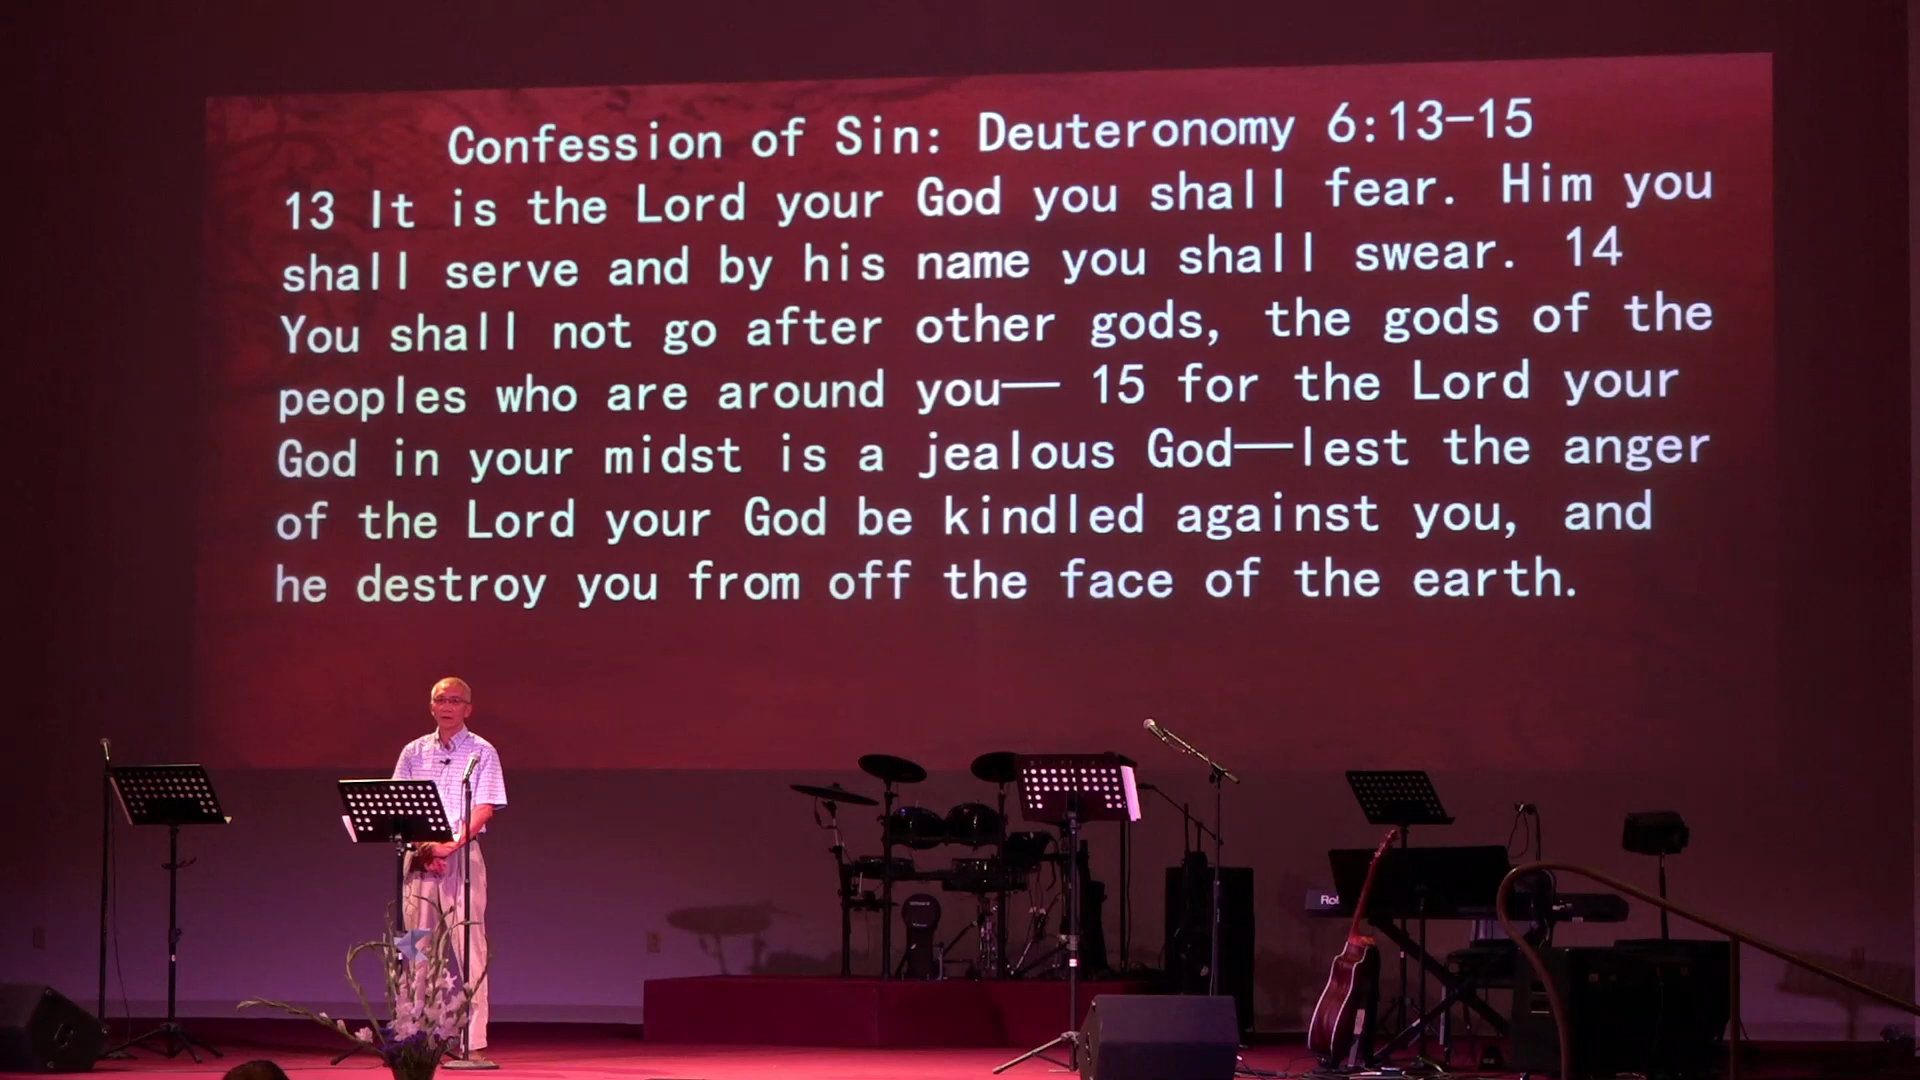 Confession of Sin: Deuteronomy 6:13-15
13 It is the Lord your God you shall fear. Him you
shall serve and by his name you shall swear. 14
You shall not go after other gods, the gods of the
peoples who are around you— 15 for the Lord your
God in your midst is a jealous God—lest the anger
of the Lord your God be kindled against you, and
he destroy you from off the face of the earth.
Rol